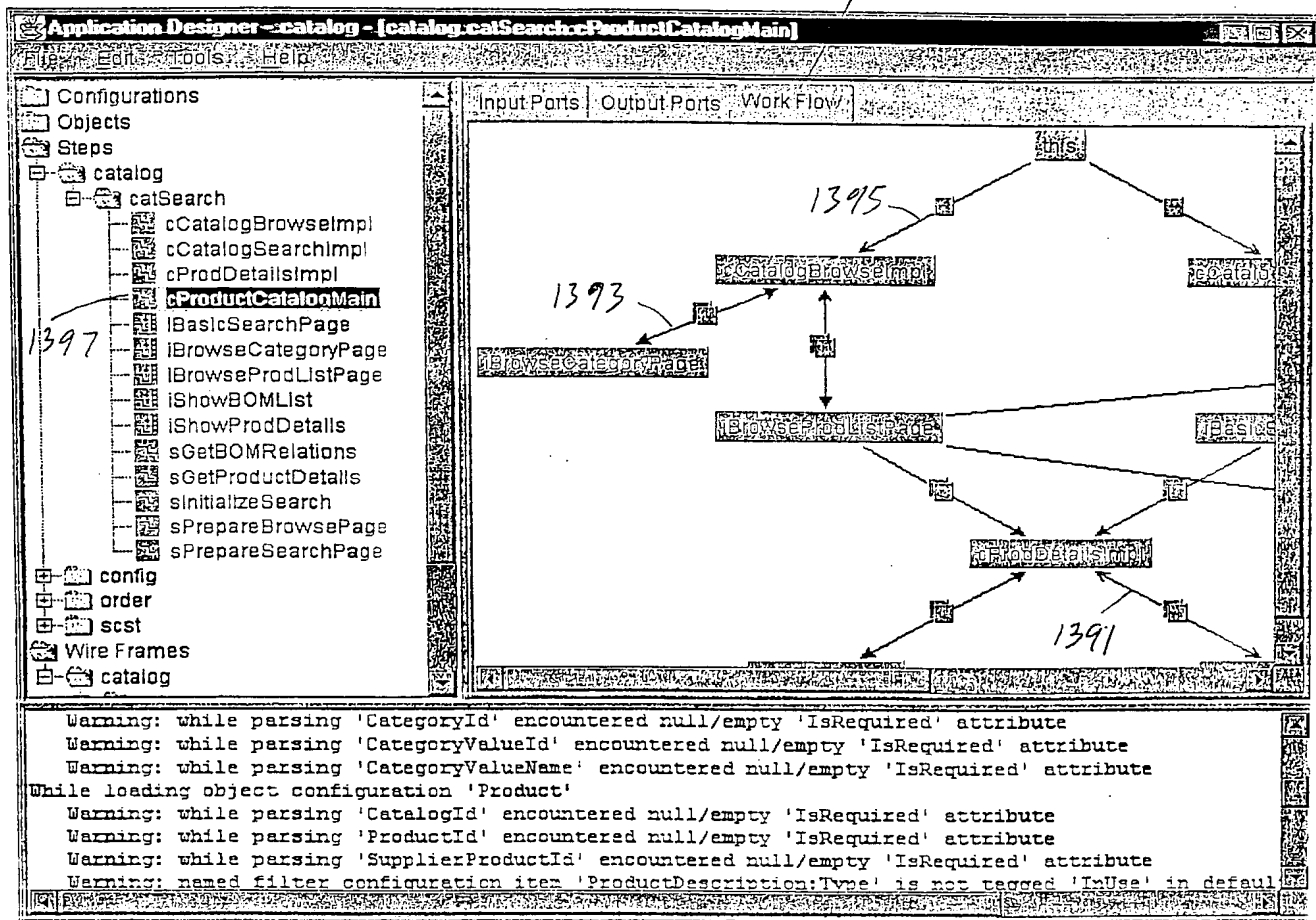 Application Designer--:catalog - [catalog:catSearch:cProductCatalogMain]
File Edit Tools Help
Configurations
Objects
Steps
catalog
catSearch
cCatalogBrowseImpl
cCatalogSearchImpl
cProdDetailsImpl
cProductCatalogMain
iBasicSearchPage
iBrowseCategoryPage
iBrowseProdListPage
iShowBOMList
iShowProdDetails
sGetBOMRelations
sGetProductDetails
sInitializeSearch
sPrepareBrowsePage
sPrepareSearchPage
config
order
scst
Wire Frames
catalog
1397
Input Ports Output Ports Work Flow
this
1395
cCatalogBrowseImpl
cCatalo
1393
iBrowseCategoryPage
iBrowseProdListPage
iBasicS
cProdDetailsImpl
1391
Warning: while parsing 'CategoryId' encountered null/empty 'IsRequired' attribute
Warning: while parsing 'CategoryValueId' encountered null/empty 'IsRequired' attribute
Warning: while parsing 'CategoryValueName' encountered null/empty 'IsRequired' attribute
While loading object configuration 'Product'
Warning: while parsing 'CatalogId' encountered null/empty 'IsRequired' attribute
Warning: while parsing 'ProductId' encountered null/empty 'IsRequired' attribute
Warning: while parsing 'SupplierProductId' encountered null/empty 'IsRequired' attribute
Warning: named filter configuration item 'ProductDescription:Type' is not tagged 'InUse' in defaul